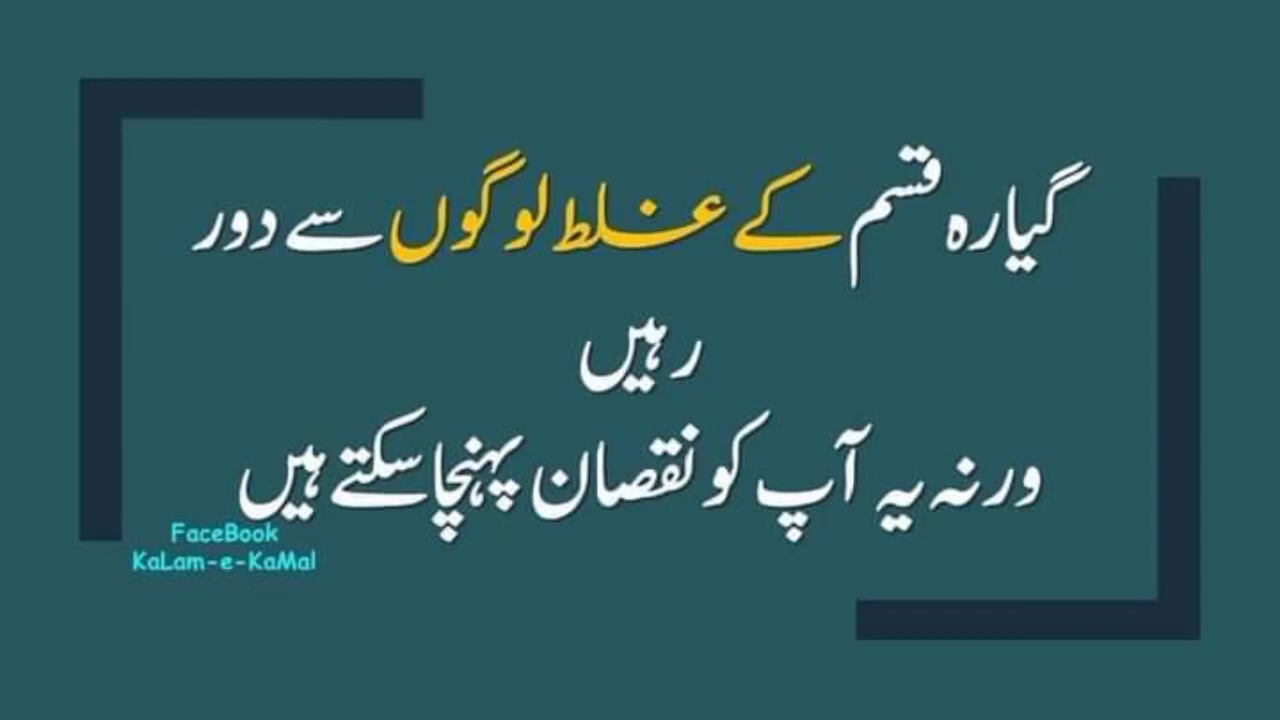 گیارہ قسم کے غلط لوگوں سے دور
رہیں
ورنہ یہ آپ کو نقصان پہنچا سکتے ہیں
FaceBook
KaLam-e-KaMal